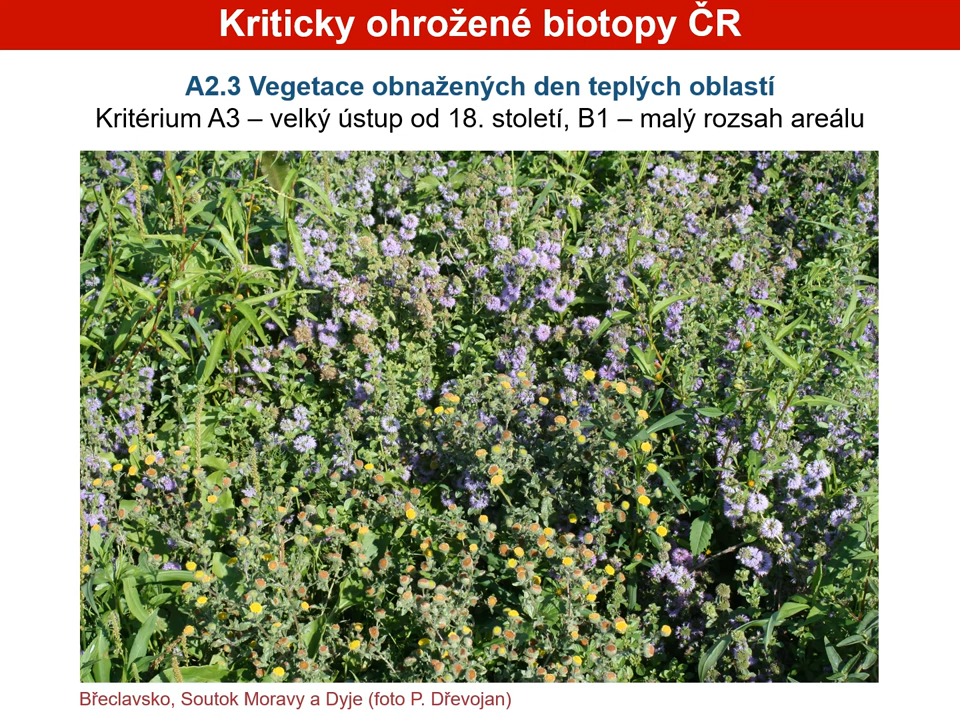 Kriticky ohrožené biotopy ČR
A2.3 Vegetace obnažených den teplých oblastí
Kritérium A3 – velký ústup od 18. století, B1 – malý rozsah areálu
Břeclavsko, Soutok Moravy a Dyje (foto P. Dřevojan)